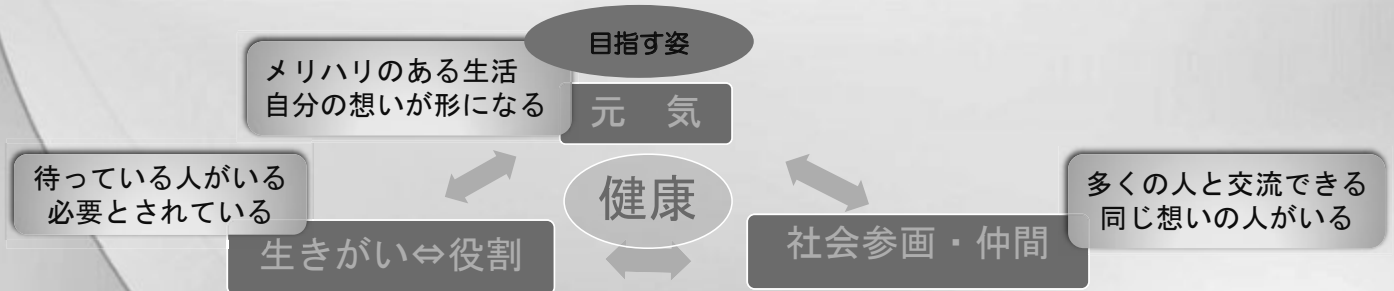 目指す姿
メリハリのある生活
自分の想いが形になる
元 気
待っている人がいる
必要とされている
健康
多くの人と交流できる
同じ想いの人がいる
生きがい⇔役割
社会参画・仲間